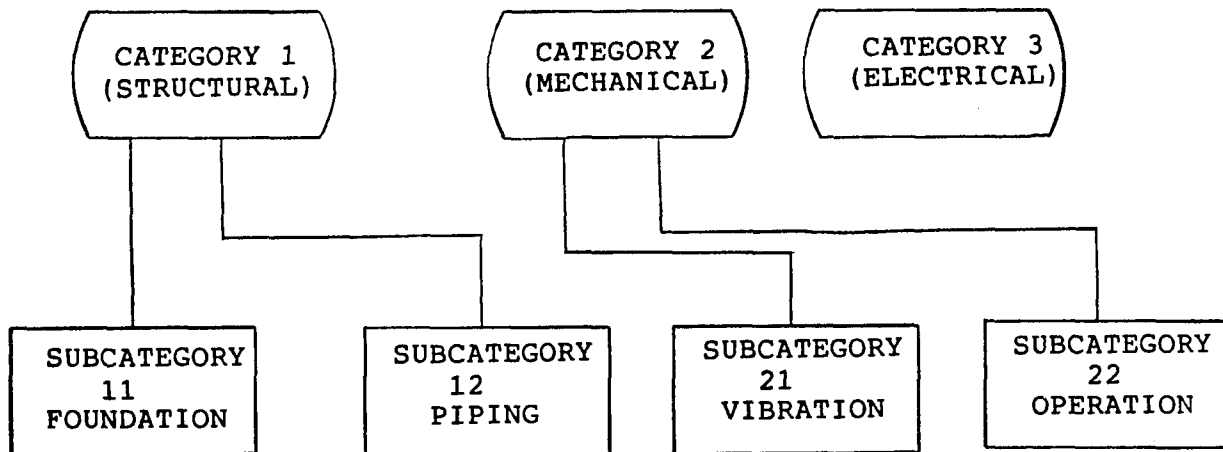 CATEGORY 1
(STRUCTURAL)
CATEGORY 2
(MECHANICAL)
CATEGORY 3
(ELECTRICAL)
SUBCATEGORY
11
FOUNDATION
SUBCATEGORY
12
PIPING
SUBCATEGORY
21
VIBRATION
SUBCATEGORY
22
OPERATION